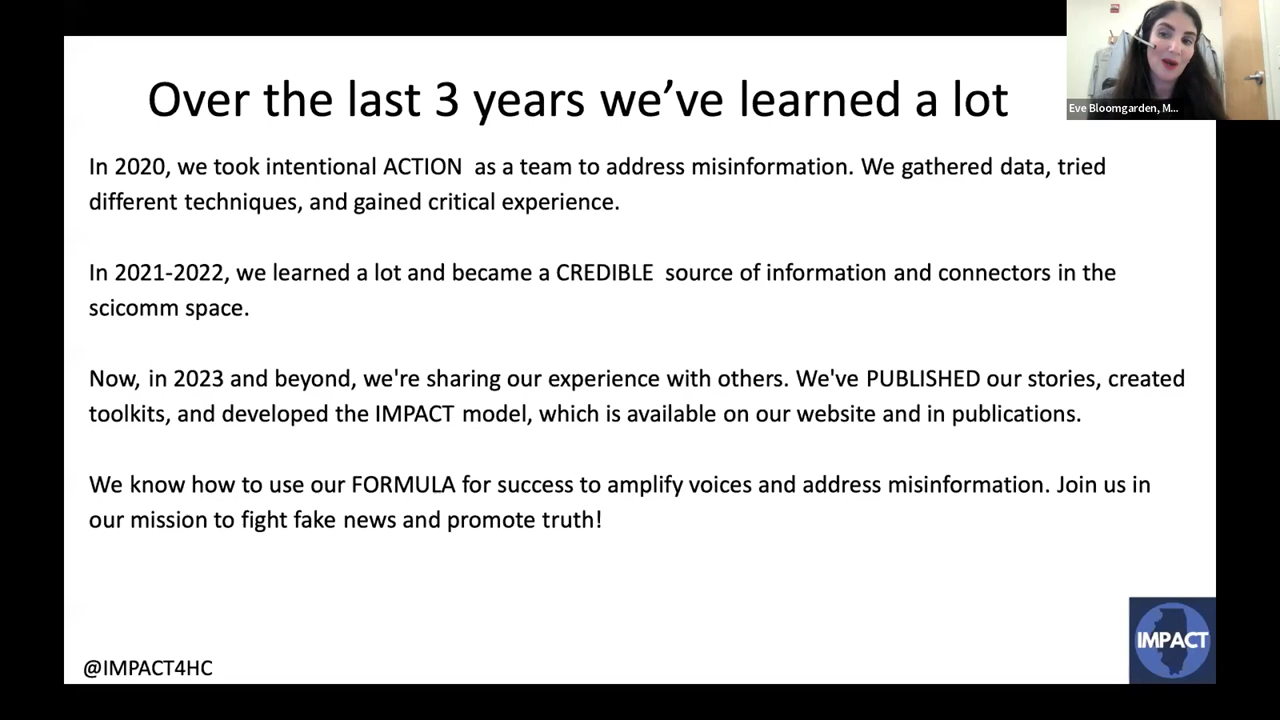 Over the last 3 years we've learned a lot
Eve Bloomgarden, M...
In 2020, we took intentional ACTION  as a team to address misinformation. We gathered data, tried
different techniques, and gained critical experience.
In 2021-2022, we learned a lot and became a CREDIBLE  source of information and connectors in the
scicomm space.
Now, in 2023 and beyond, we're sharing our experience with others. We've PUBLISHED our stories, created
toolkits, and developed the IMPACT model, which is available on our website and in publications.
We know how to use our FORMULA for success to amplify voices and address misinformation. Join us in
our mission to fight fake news and promote truth!
IMPACT
@IMPACT4HC